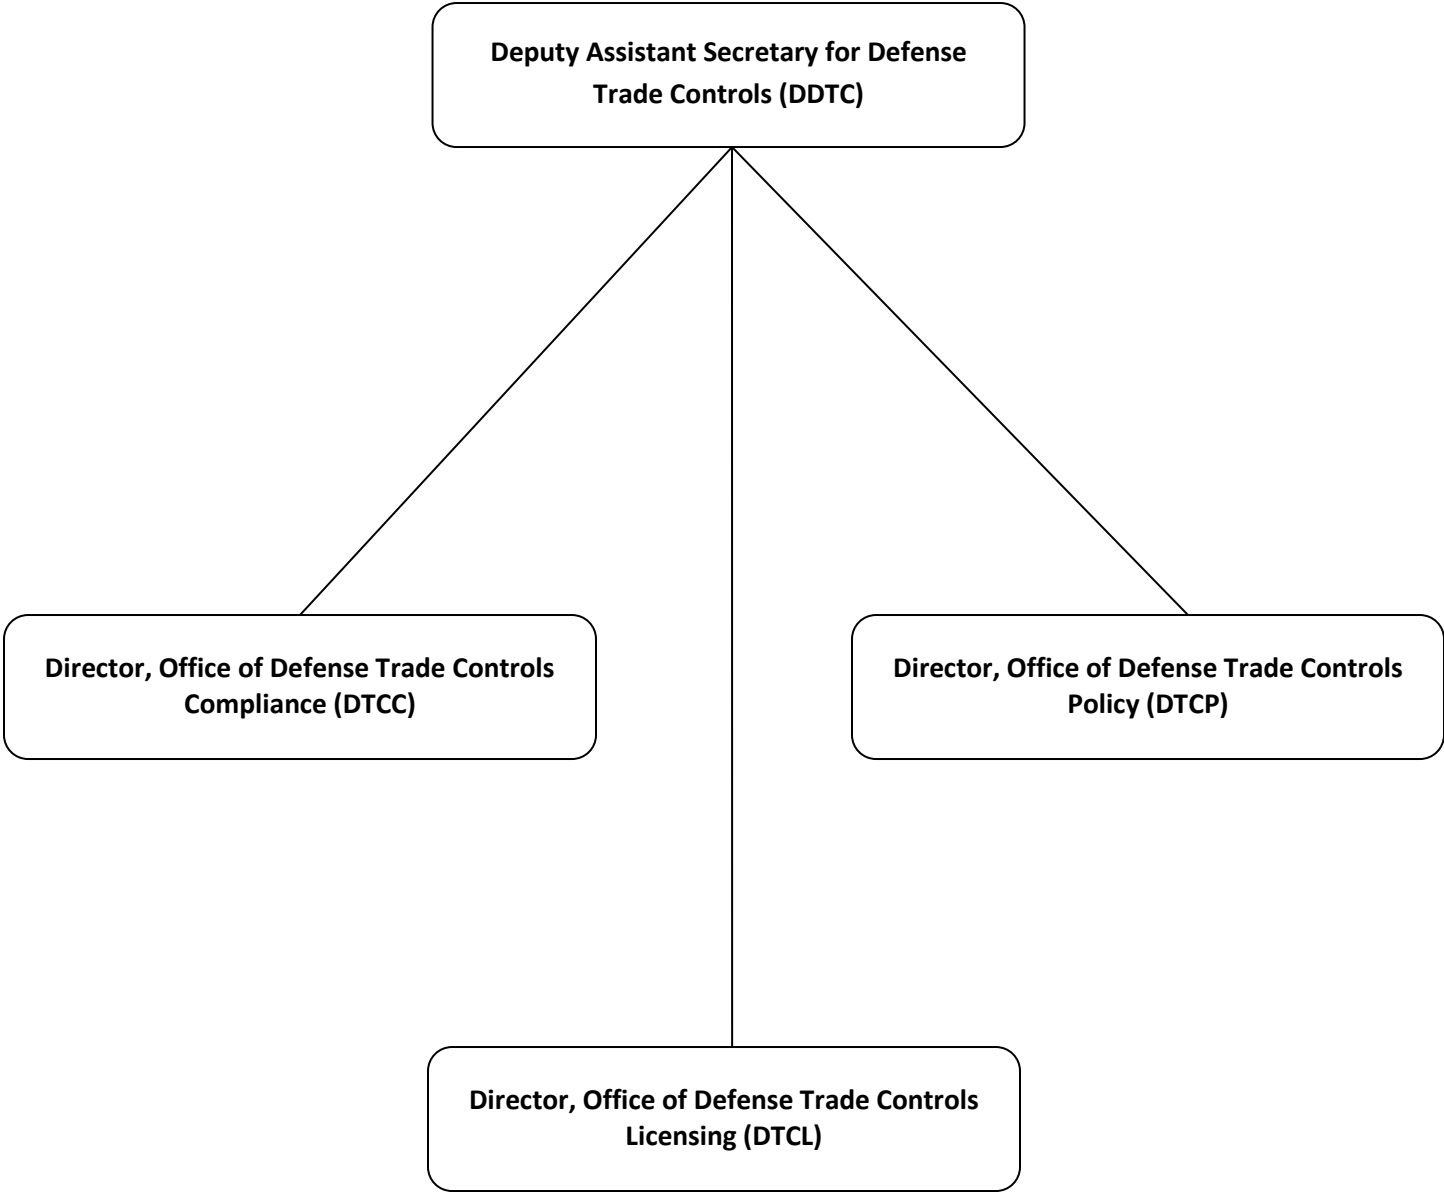 Deputy Assistant Secretary for Defense
Trade Controls (DDTC)
Director, Office of Defense Trade Controls
Compliance (DTCC)
Director, Office of Defense Trade Controls
Policy (DTCP)
Director, Office of Defense Trade Controls
Licensing (DTCL)